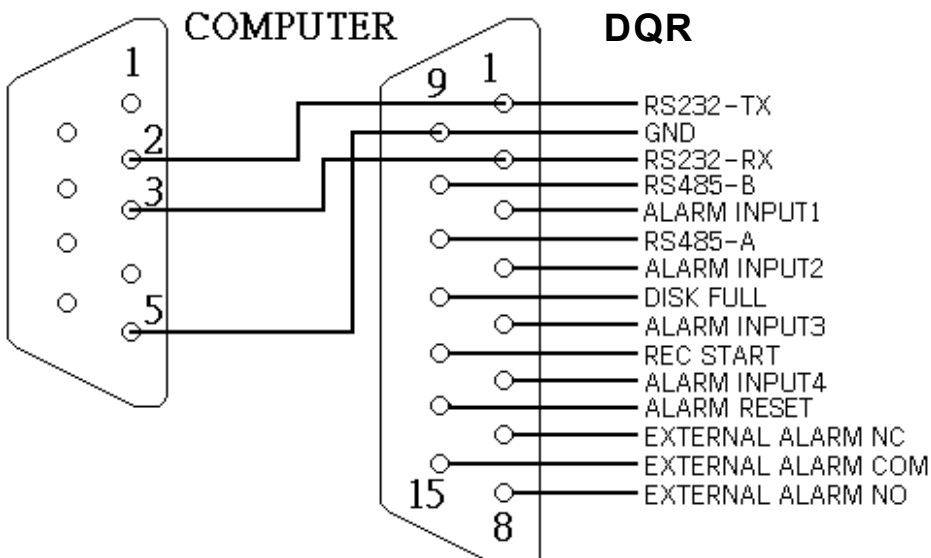 COMPUTER
DQR
1
2
3
5
9 1
15
8
RS232-TX
GND
RS232-RX
RS485-B
ALARM INPUT1
RS485-A
ALARM INPUT2
DISK FULL
ALARM INPUT3
REC START
ALARM INPUT4
ALARM RESET
EXTERNAL ALARM NC
EXTERNAL ALARM COM
EXTERNAL ALARM NO